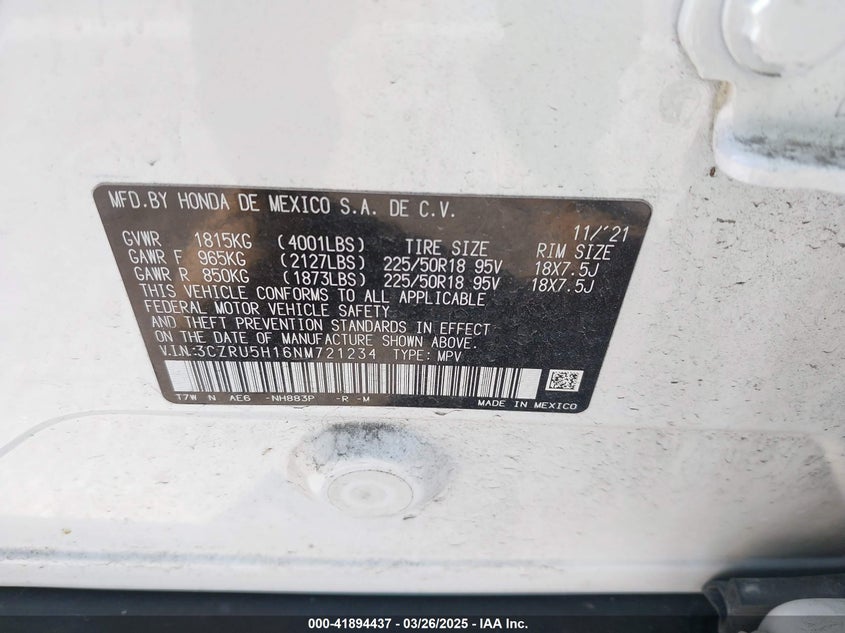 MFD.BY HONDA DE MEXICO S.A. DE C.V.
11/'21
GVWR 1815KG (4001LBS) TIRE SIZE RIM SIZE
GAWR F 965KG (2127LBS) 225/50R18 95V 18X7.5J
GAWR R 850KG (1873LBS) 225/50R18 95V 18X7.5J
THIS VEHICLE CONFORMS TO ALL APPLICABLE
FEDERAL MOTOR VEHICLE SAFETY
AND THEFT PREVENTION STANDARDS IN EFFECT
ON THE DATE OF MANUFACTURE SHOWN ABOVE.
V.I.N.:3CZRU5H16NM721234 TYPE: MPV
T7W N AE6 -NH883P -R -M
MADE IN MEXICO
000-41894437 - 03/26/2025 - IAA Inc.